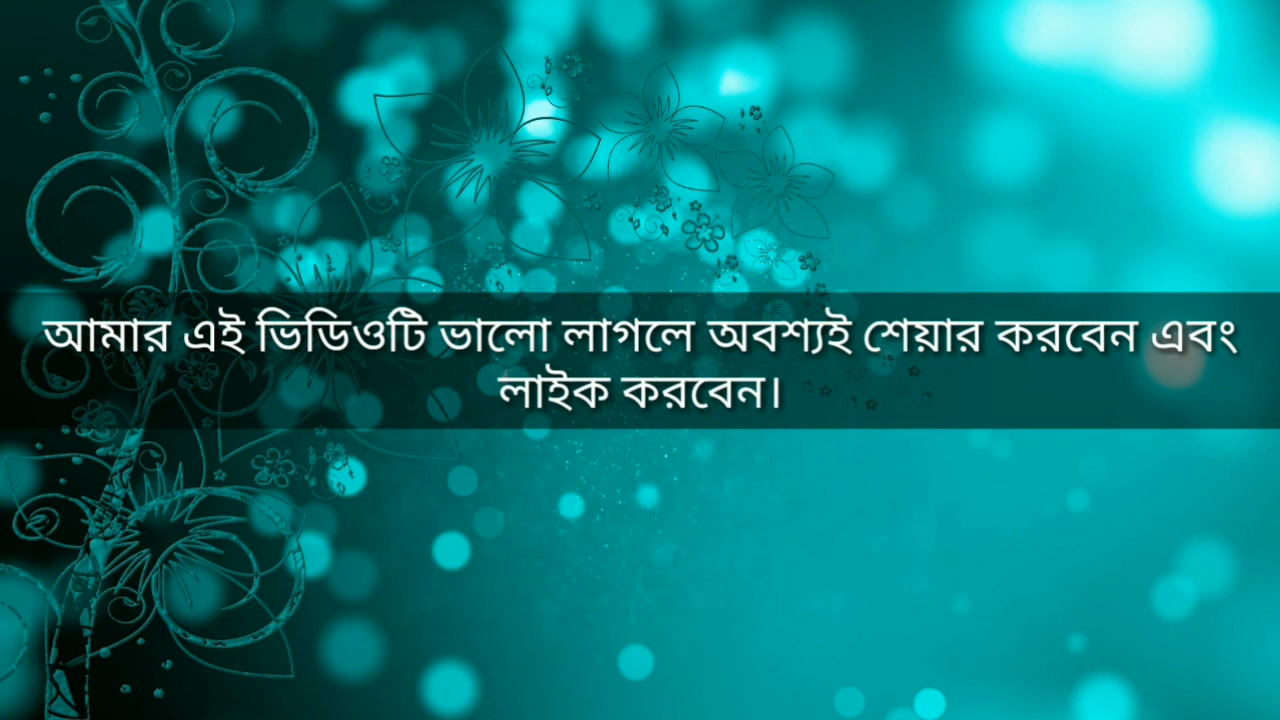 আমার এই ভিডিওটি ভালো লাগলে অবশ্যই শেয়ার করবেন এবং
লাইক করবেন।